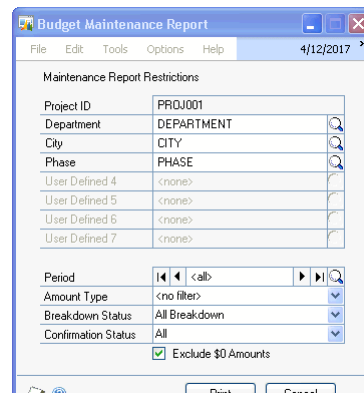 Budget Maintenance Report
File Edit Tools Options Help 4/12/2017
Maintenance Report Restrictions
Project ID PROJ001
Department DEPARTMENT
City CITY
Phase PHASE
User Defined 4 <none>
User Defined 5 <none>
User Defined 6 <none>
User Defined 7 <none>
Period <all>
Amount Type <no filter>
Breakdown Status All Breakdown
Confirmation Status All
Exclude $0 Amounts
Print Cancel